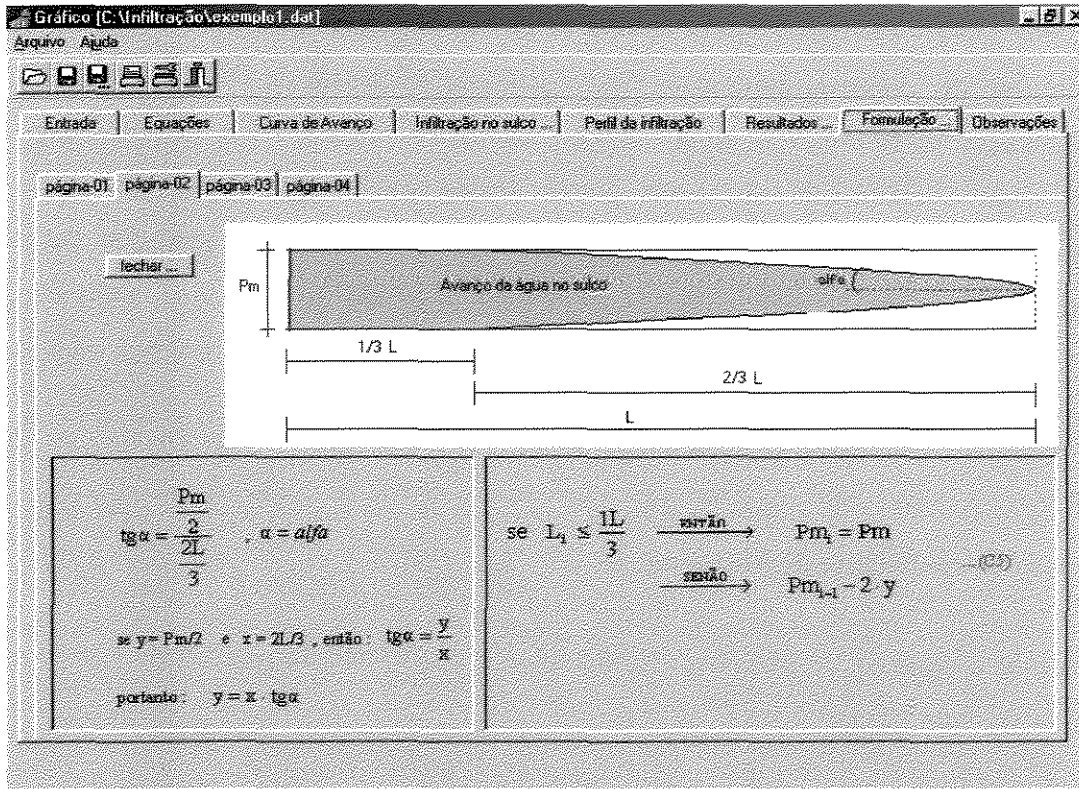 Gráfico [C:\Infiltração\exemplo1.dat]
Arquivo Ajuda
Entrada Equações Curva de Avanço Infiltração no sulco ... Perfil da infiltração Resultados ... Formulação ... Observações
página-01 página-02 página-03 página-04
fechar ...
Pm
Avanço da água no sulco
alfa
1/3 L
2/3 L
L
tgα = (Pm/2)/(2L/3) , α = alfa
se y = Pm/2 e x = 2L/3 , então : tgα = y/x
portanto : y = x tgα
se Lᵢ ≤ 1L/3 ENTÃO Pmᵢ = Pm
SENÃO Pmᵢ₋₁ − 2 y